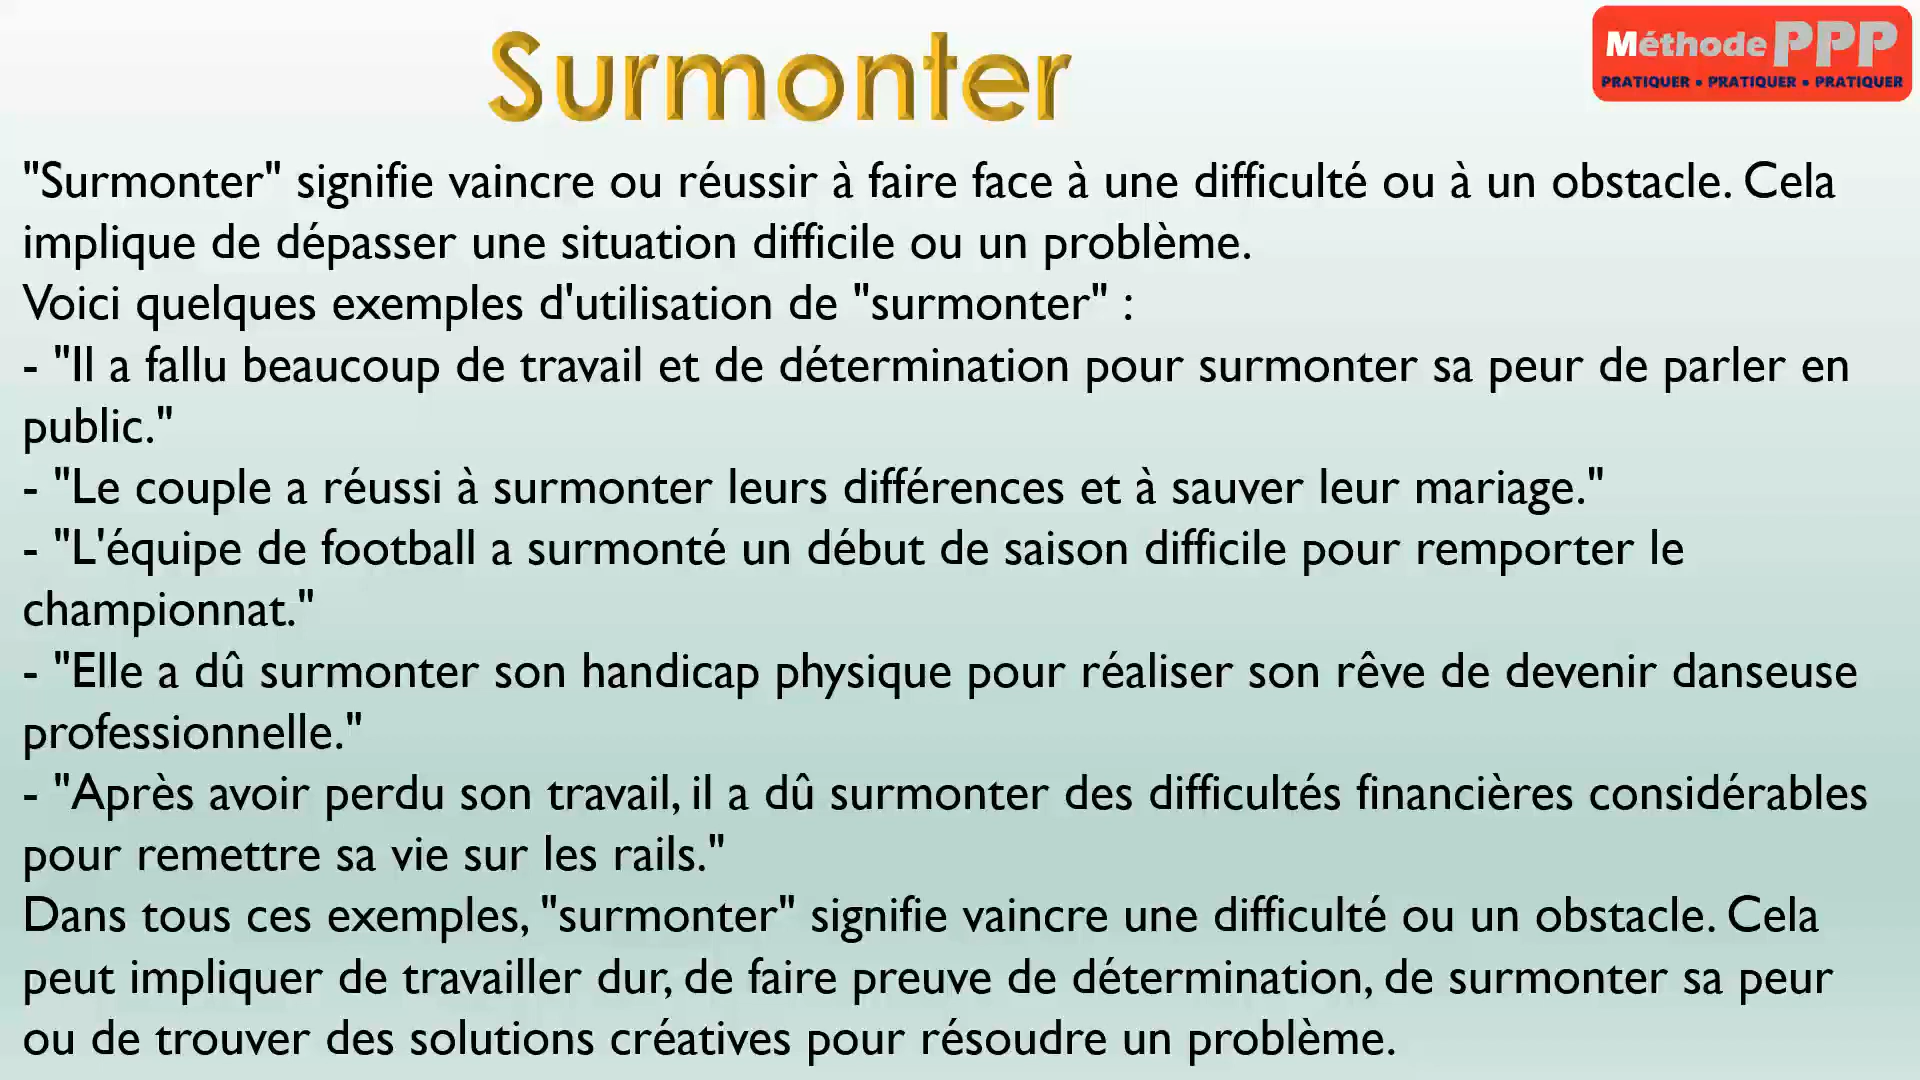 Surmonter
Méthode PPP
PRATIQUER • PRATIQUER • PRATIQUER
"Surmonter" signifie vaincre ou réussir à faire face à une difficulté ou à un obstacle. Cela
implique de dépasser une situation difficile ou un problème.
Voici quelques exemples d'utilisation de "surmonter" :
- "Il a fallu beaucoup de travail et de détermination pour surmonter sa peur de parler en
public."
- "Le couple a réussi à surmonter leurs différences et à sauver leur mariage."
- "L'équipe de football a surmonté un début de saison difficile pour remporter le
championnat."
- "Elle a dû surmonter son handicap physique pour réaliser son rêve de devenir danseuse
professionnelle."
- "Après avoir perdu son travail, il a dû surmonter des difficultés financières considérables
pour remettre sa vie sur les rails."
Dans tous ces exemples, "surmonter" signifie vaincre une difficulté ou un obstacle. Cela
peut impliquer de travailler dur, de faire preuve de détermination, de surmonter sa peur
ou de trouver des solutions créatives pour résoudre un problème.